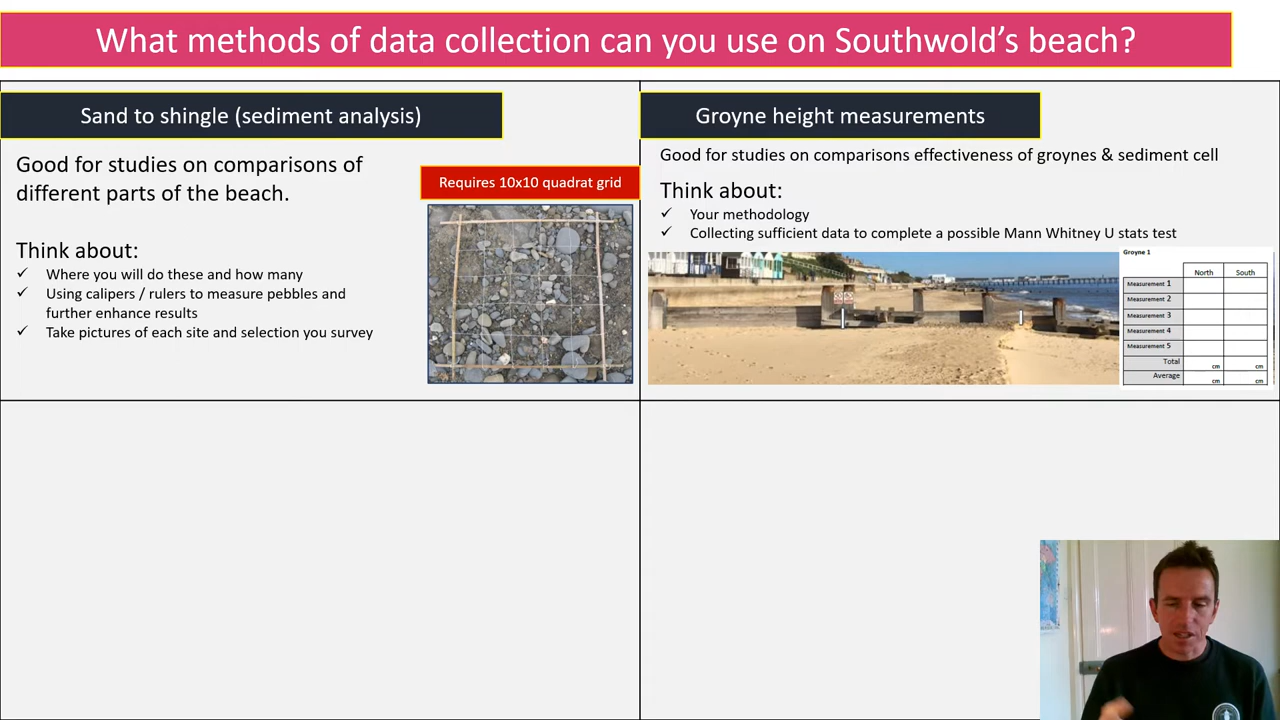 What methods of data collection can you use on Southwold's beach?
Sand to shingle (sediment analysis)
Good for studies on comparisons of
different parts of the beach.
Requires 10x10 quadrat grid
Think about:
✓ Where you will do these and how many
✓ Using calipers / rulers to measure pebbles and
further enhance results
✓ Take pictures of each site and selection you survey
Groyne height measurements
Good for studies on comparisons effectiveness of groynes & sediment cell
Think about:
✓ Your methodology
✓ Collecting sufficient data to complete a possible Mann Whitney U stats test
Groyne 1
North South
Measurement 1
Measurement 2
Measurement 3
Measurement 4
Measurement 5
Total cm cm
Average cm cm